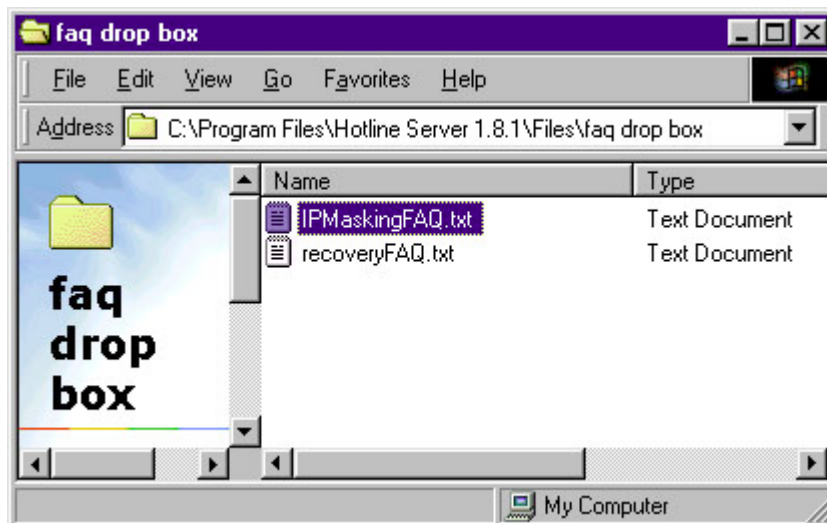 faq drop box
File Edit View Go Favorites Help
Address C:\Program Files\Hotline Server 1.8.1\Files\faq drop box
Name Type
IPMaskingFAQ.txt Text Document
recoveryFAQ.txt Text Document
faq
drop
box
My Computer